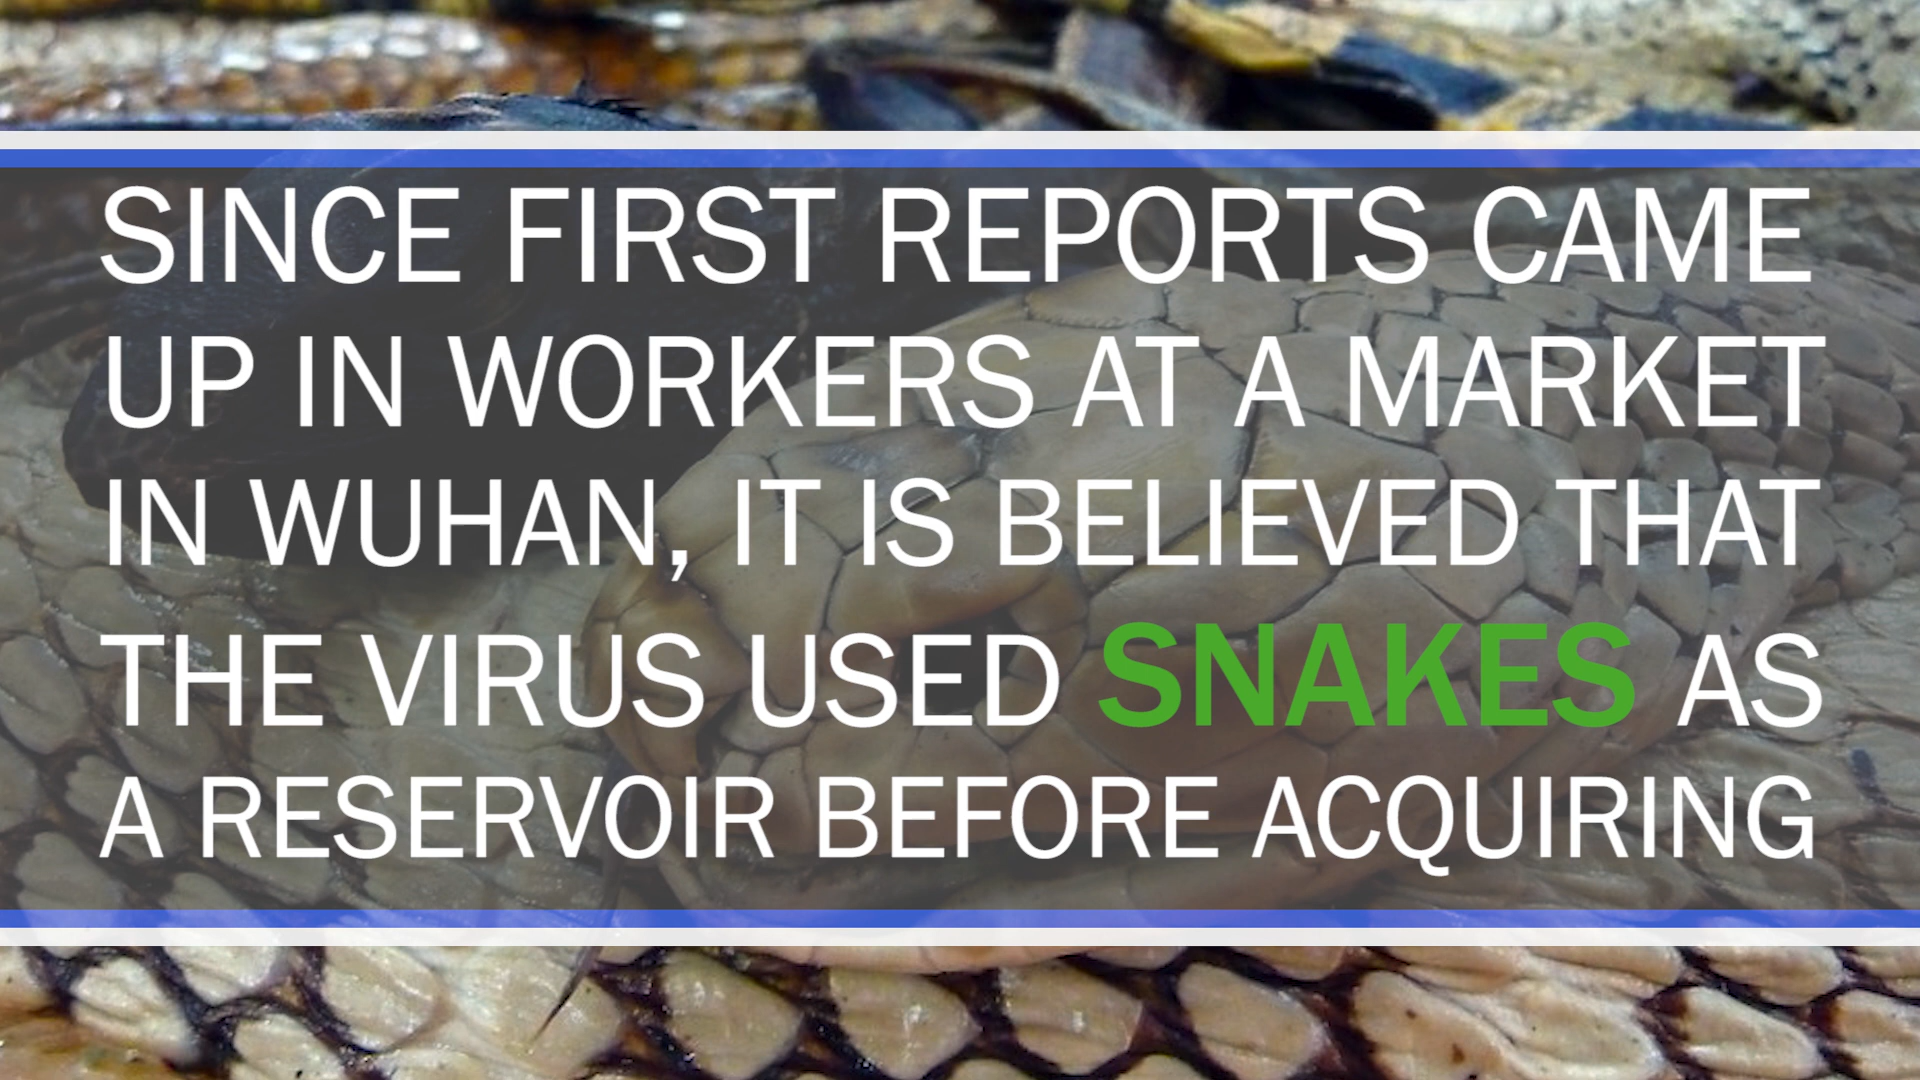 SINCE FIRST REPORTS CAME
UP IN WORKERS AT A MARKET
IN WUHAN, IT IS BELIEVED THAT
THE VIRUS USED SNAKES AS
A RESERVOIR BEFORE ACQUIRING